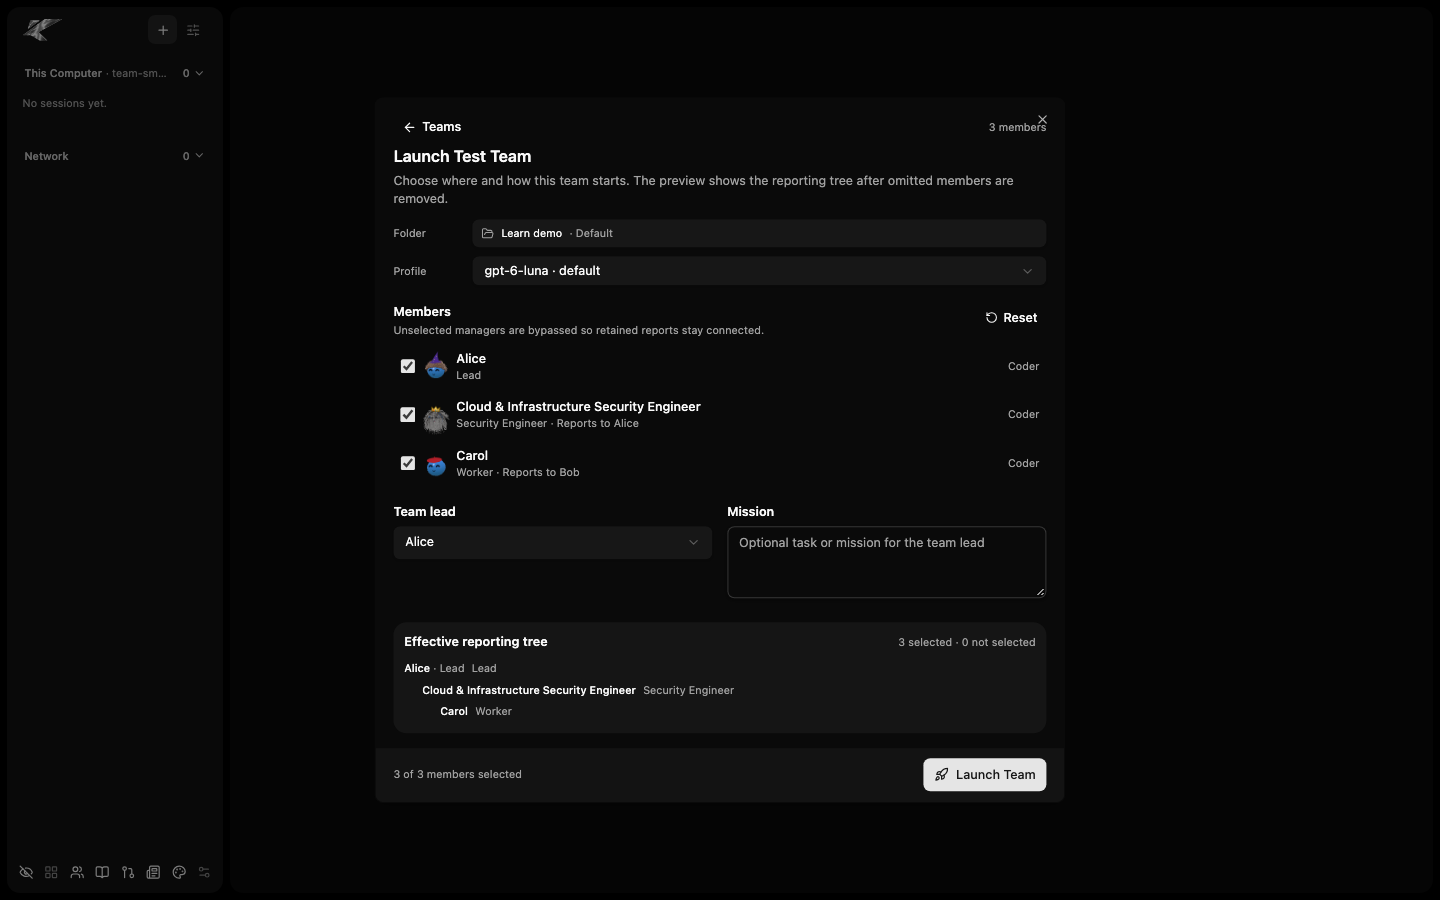 This Computer · team-sm... 0
No sessions yet.
Network 0
Teams
3 members
Launch Test Team
Choose where and how this team starts. The preview shows the reporting tree after omitted members are
removed.
Folder Learn demo · Default
Profile gpt-6-luna · default
Members
Unselected managers are bypassed so retained reports stay connected.
Reset
Alice
Lead
Coder
Cloud & Infrastructure Security Engineer
Security Engineer · Reports to Alice
Coder
Carol
Worker · Reports to Bob
Coder
Team lead
Alice
Mission
Optional task or mission for the team lead
Effective reporting tree 3 selected · 0 not selected
Alice · Lead Lead
Cloud & Infrastructure Security Engineer Security Engineer
Carol Worker
3 of 3 members selected
Launch Team